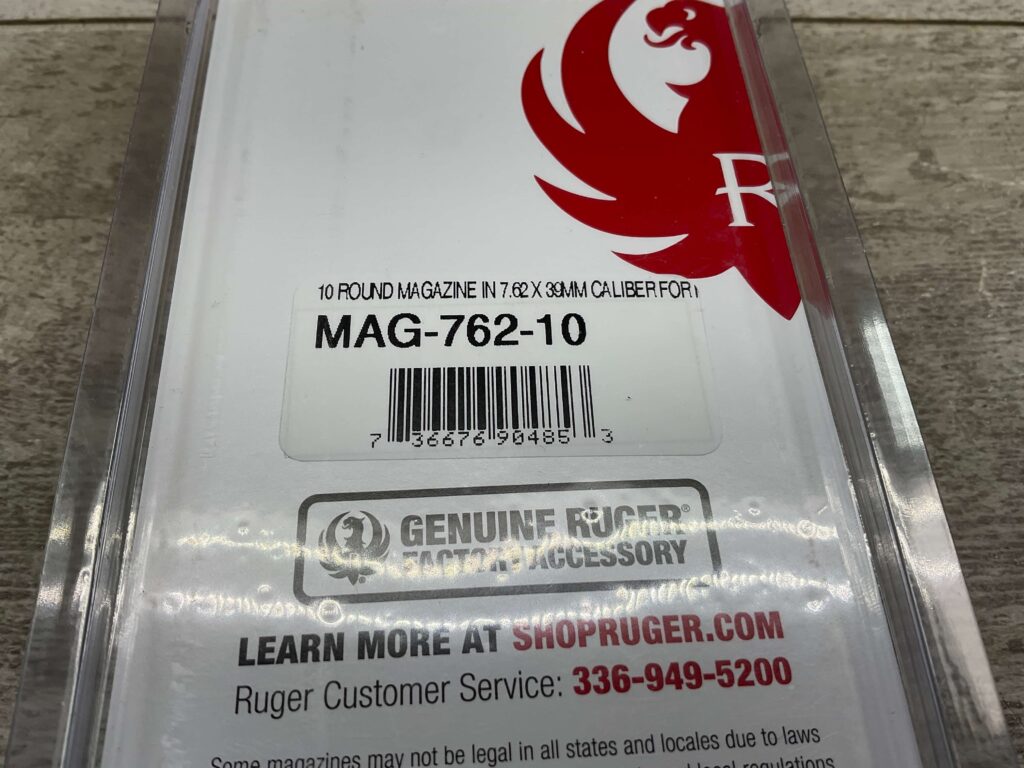 R
10 ROUND MAGAZINE IN 7.62 X 39MM CALIBER FOR
MAG-762-10
7 36676 90485 3
GENUINE RUGER®
FACTORY ACCESSORY
LEARN MORE AT SHOPRUGER.COM
Ruger Customer Service: 336-949-5200
Some magazines may not be legal in all states and locales due to laws
local regulations